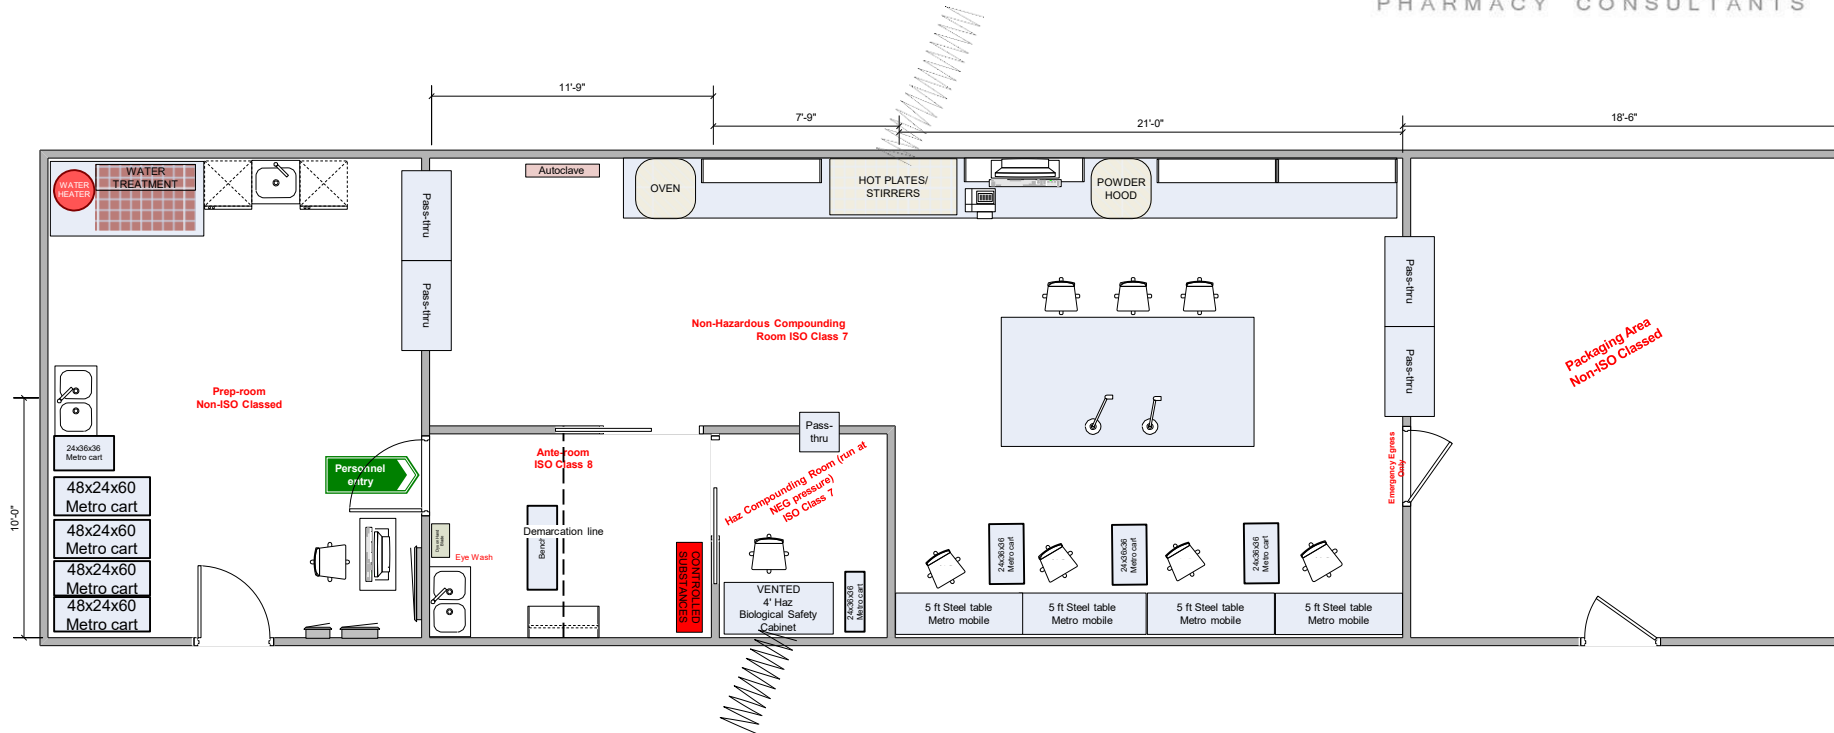 PHARMACY CONSULTANTS
11'-9"
7'-9"
21'-0"
18'-6"
WATER
HEATER
WATER
TREATMENT
Autoclave
OVEN
HOT PLATES/
STIRRERS
POWDER
HOOD
Pass-thru
Pass-thru
Pass-thru
Pass-thru
Non-Hazardous Compounding
Room ISO Class 7
Packaging Area
Non-ISO Classed
Prep-room
Non-ISO Classed
10'-0"
24x36x36
Metro cart
48x24x60
Metro cart
48x24x60
Metro cart
48x24x60
Metro cart
48x24x60
Metro cart
Personnel
entry
Ante-room
ISO Class 8
Pass-
thru
Haz Compounding Room (run at
NEG pressure)
ISO Class 7
Emergency Egress
Only
Eye Wash
Bench
Demarcation line
CONTROLLED
SUBSTANCES
VENTED
4' Haz
Biological Safety
Cabinet
24x36x36
Metro cart
24x36x36
Metro cart
24x36x36
Metro cart
24x36x36
Metro cart
5 ft Steel table
Metro mobile
5 ft Steel table
Metro mobile
5 ft Steel table
Metro mobile
5 ft Steel table
Metro mobile